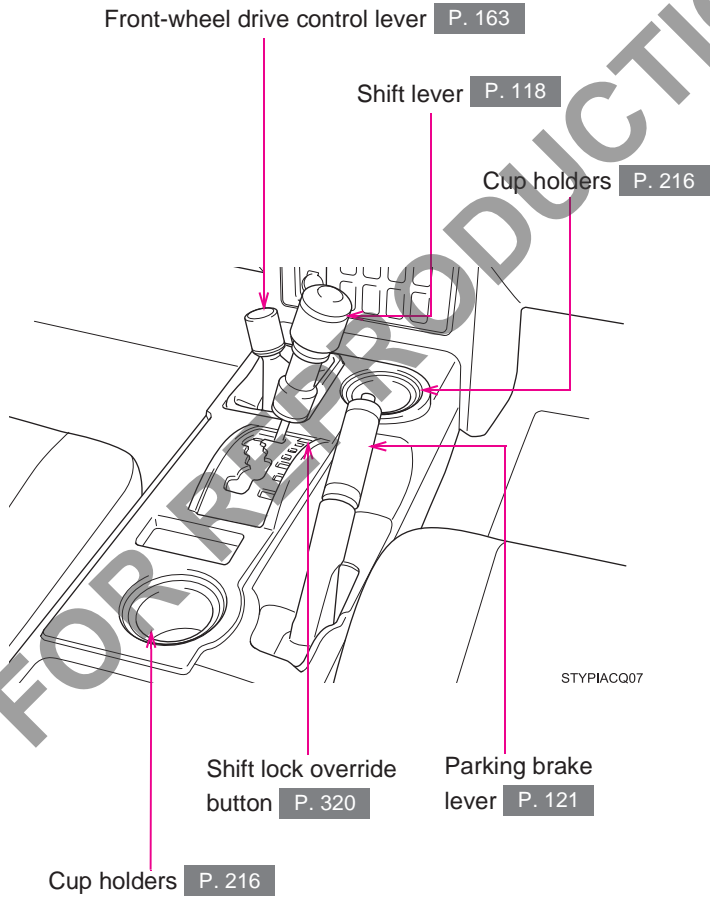 Front-wheel drive control lever P. 163
Shift lever P. 118
Cup holders P. 216
FOR REPRODUCTIO
STYPIACQ07
Shift lock override
button P. 320
Parking brake
lever P. 121
Cup holders P. 216